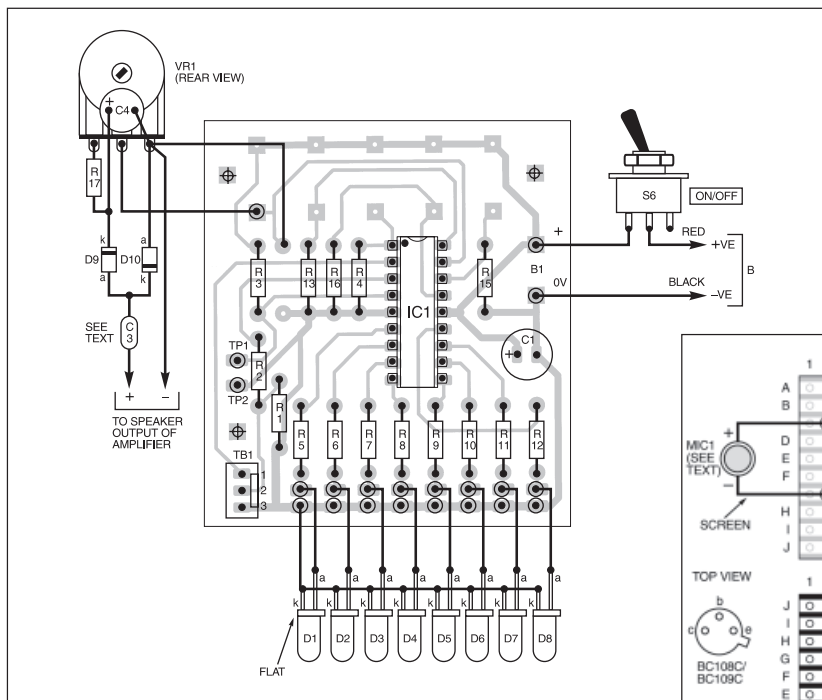 VR1
(REAR VIEW)
+
C4
R
17
k
D9
a
a
D10
k
SEE
TEXT
C
3
+ −
TO SPEAKER
OUTPUT OF
AMPLIFIER
R
3
R
13
R
16
R
4
IC1
R
15
+
B1
0V
C1
+
TP1
TP2
R
2
R
1
TB1
1
2
3
R
5
R
6
R
7
R
8
R
9
R
10
R
11
R
12
a a a a a a a a
k k k k k k k k
D1 D2 D3 D4 D5 D6 D7 D8
FLAT
S6
ON/OFF
RED
+VE
B
BLACK
−VE
1
A
B
D
E
F
H
I
J
+
MIC1
(SEE
TEXT)
−
SCREEN
TOP VIEW
b
c e
BC108C/
BC109C
1
J
I
H
G
F
E